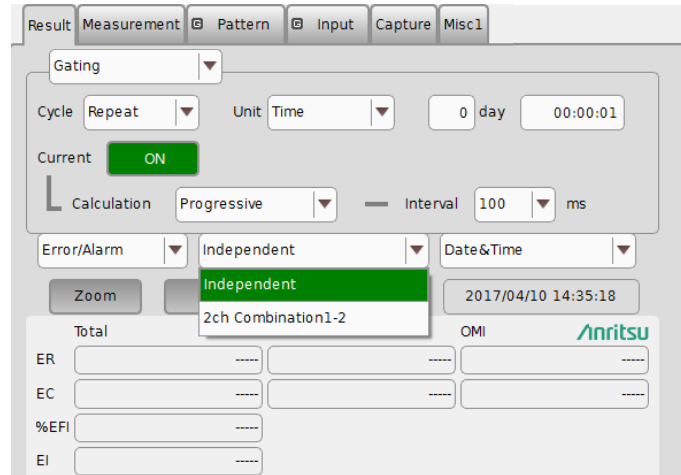 Result Measurement G Pattern G Input Capture Misc1
Gating
Cycle Repeat Unit Time 0 day 00:00:01
Current ON
Calculation Progressive Interval 100 ms
Error/Alarm Independent Date&Time
Independent
Zoom 2017/04/10 14:35:18
2ch Combination1-2
Total OMI Anritsu
ER ----- ----- -----
EC ----- ----- -----
%EFI -----
EI -----